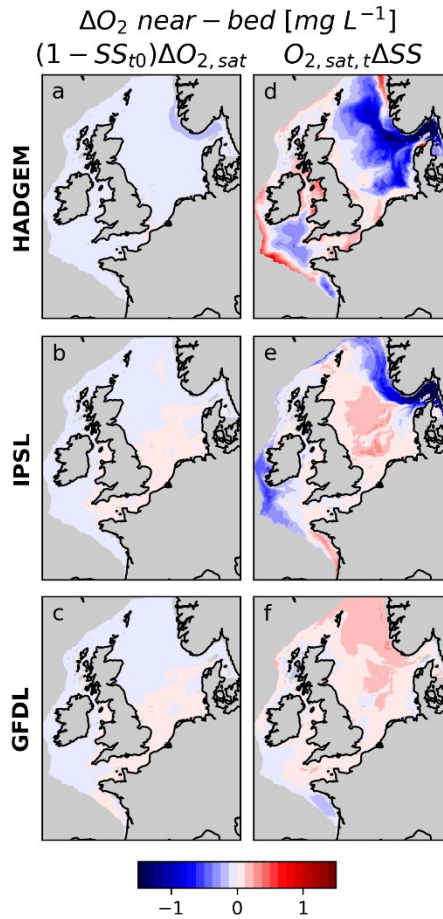 ΔO₂ near − bed [mg L⁻¹]
(1 − SSₜ₀)ΔO₂,ₛₐₜ O₂,ₛₐₜ,ₜΔSS
HADGEM
a
d
IPSL
b
e
GFDL
c
f
−1 0 1